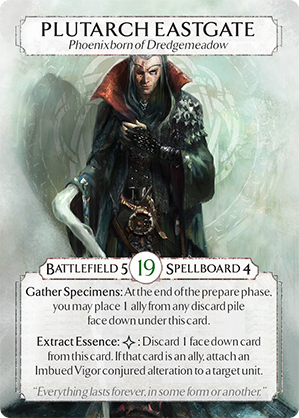 PLUTARCH EASTGATE
Phoenixborn of Dredgemeadow
BATTLEFIELD 5 19 SPELLBOARD 4
Gather Specimens: At the end of the prepare phase,
you may place 1 ally from any discard pile
face down under this card.
Extract Essence: : Discard 1 face down card
from this card. If that card is an ally, attach an
Imbued Vigor conjured alteration to a target unit.
"Everything lasts forever, in some form or another."